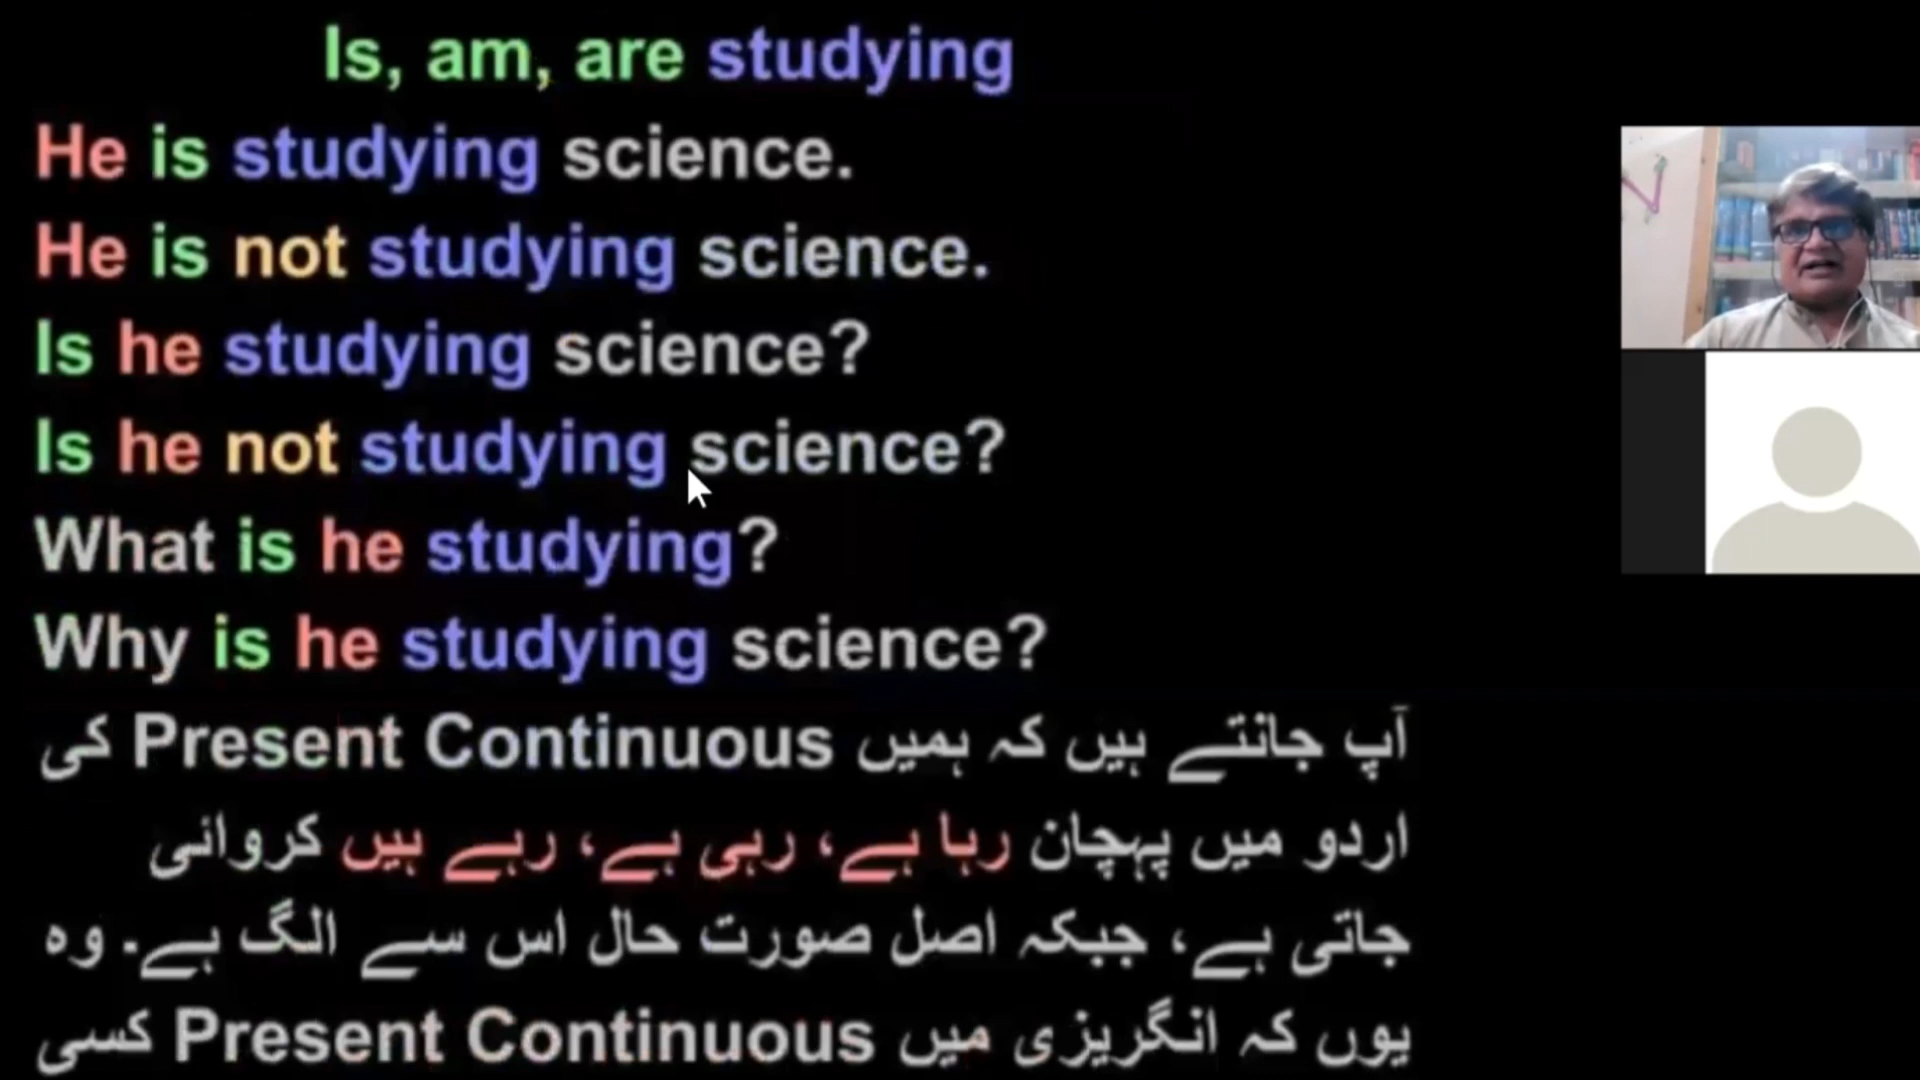 Is, am, are studying
He is studying science.
He is not studying science.
Is he studying science?
Is he not studying science?
What is he studying?
Why is he studying science?
آپ جانتے ہیں کہ ہمیں Present Continuous کی
اردو میں پہچان رہا ہے، رہی ہے، رہے ہیں کروائی
جاتی ہے، جبکہ اصل صورت حال اس سے الگ ہے۔ وہ
یوں کہ انگریزی میں Present Continuous کسی